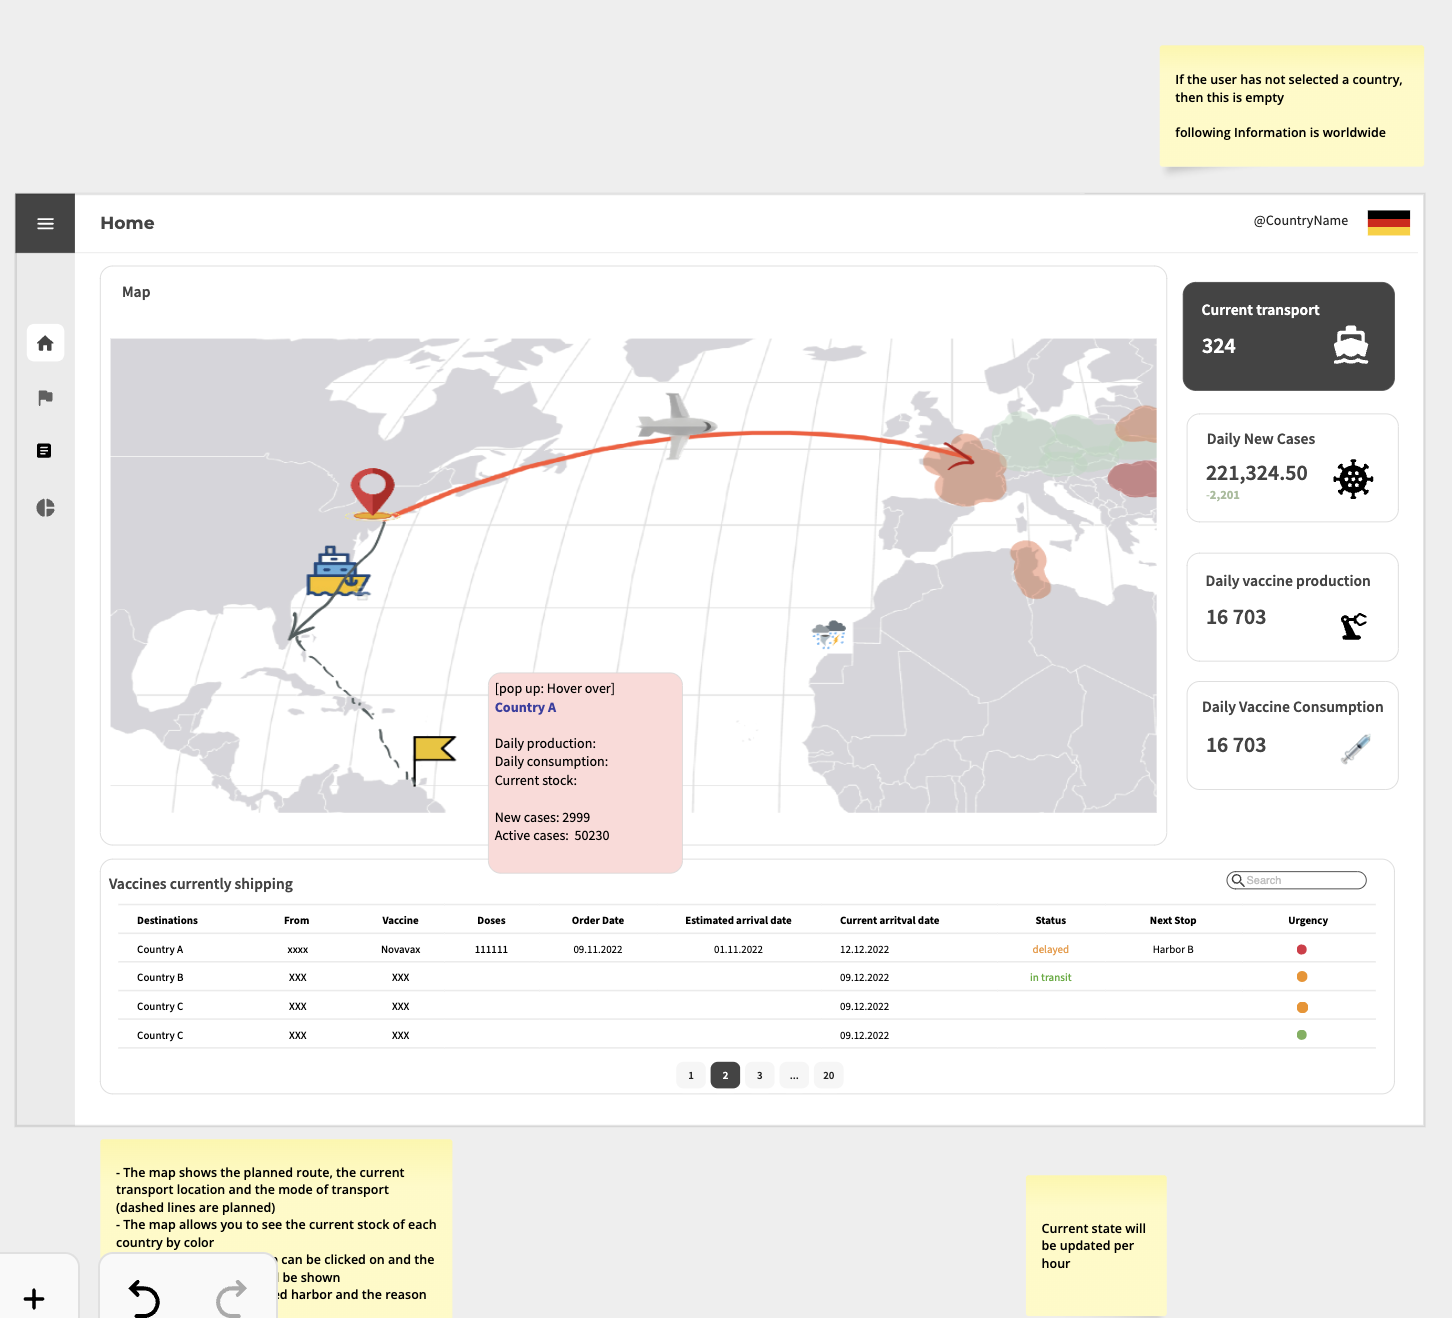 If the user has not selected a country,
then this is empty
following Information is worldwide
Home
@CountryName
Map
Current transport
324
Daily New Cases
221,324.50
-2,201
Daily vaccine production
16 703
Daily Vaccine Consumption
16 703
[pop up: Hover over]
Country A
Daily production:
Daily consumption:
Current stock:
New cases: 2999
Active cases: 50230
Vaccines currently shipping
Search
Destinations From Vaccine Doses Order Date Estimated arrival date Current arritval date Status Next Stop Urgency
Country A xxxx Novavax 111111 09.11.2022 01.11.2022 12.12.2022 delayed Harbor B
Country B XXX XXX 09.12.2022 in transit
Country C XXX XXX 09.12.2022
Country C XXX XXX 09.12.2022
1 2 3 ... 20
- The map shows the planned route, the current
transport location and the mode of transport
(dashed lines are planned)
- The map allows you to see the current stock of each
country by color
can be clicked on and the
be shown
harbor and the reason
Current state will
be updated per
hour